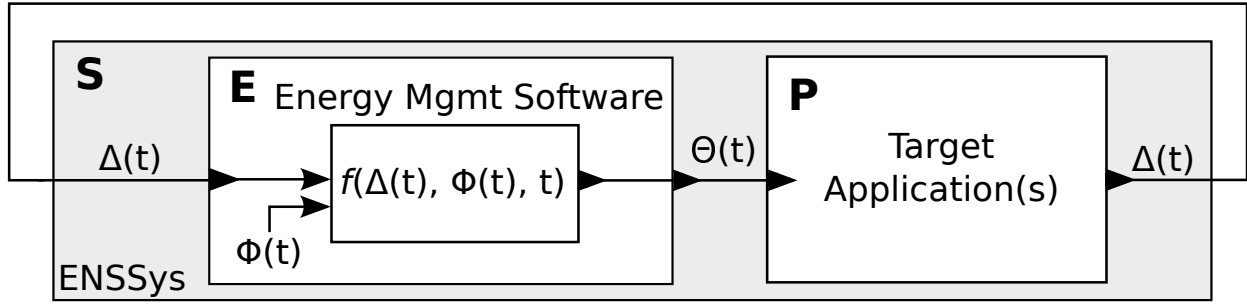 S
E
Energy Mgmt Software
P
Δ(t)
f(Δ(t), Φ(t), t)
Φ(t)
Θ(t)
Target
Application(s)
Δ(t)
ENSSys